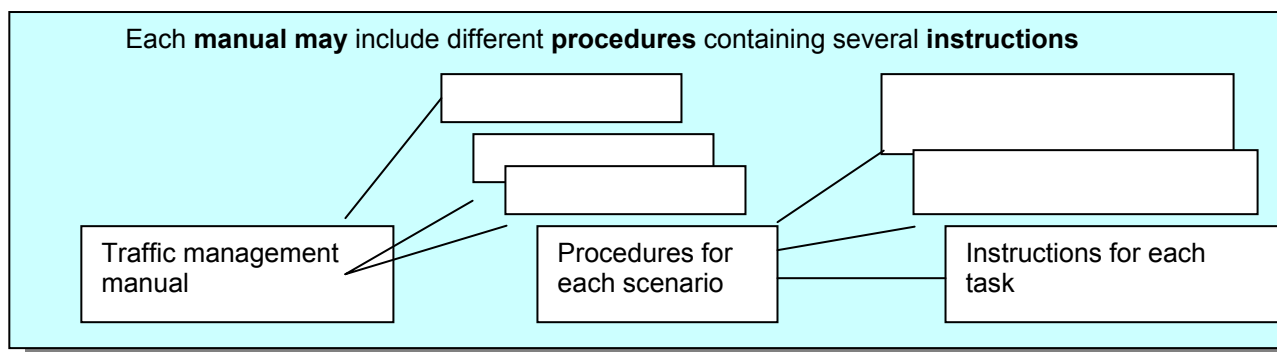 Each manual may include different procedures containing several instructions
Traffic management
manual
Procedures for
each scenario
Instructions for each
task